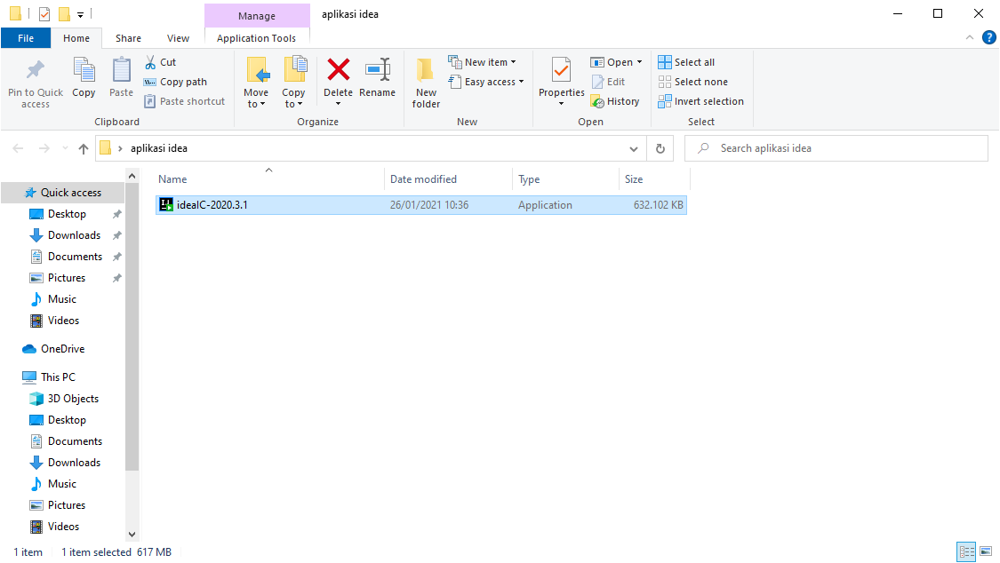 Manage
aplikasi idea
File
Home
Share
View
Application Tools
Pin to Quick access
Copy
Paste
Cut
Copy path
Paste shortcut
Clipboard
Move to
Copy to
Delete
Rename
Organize
New folder
New item
Easy access
New
Properties
Open
Edit
History
Open
Select all
Select none
Invert selection
Select
aplikasi idea
Search aplikasi idea
Name
Date modified
Type
Size
ideaIC-2020.3.1
26/01/2021 10:36
Application
632.102 KB
Quick access
Desktop
Downloads
Documents
Pictures
Music
Videos
OneDrive
This PC
3D Objects
Desktop
Documents
Downloads
Music
Pictures
Videos
1 item
1 item selected 617 MB